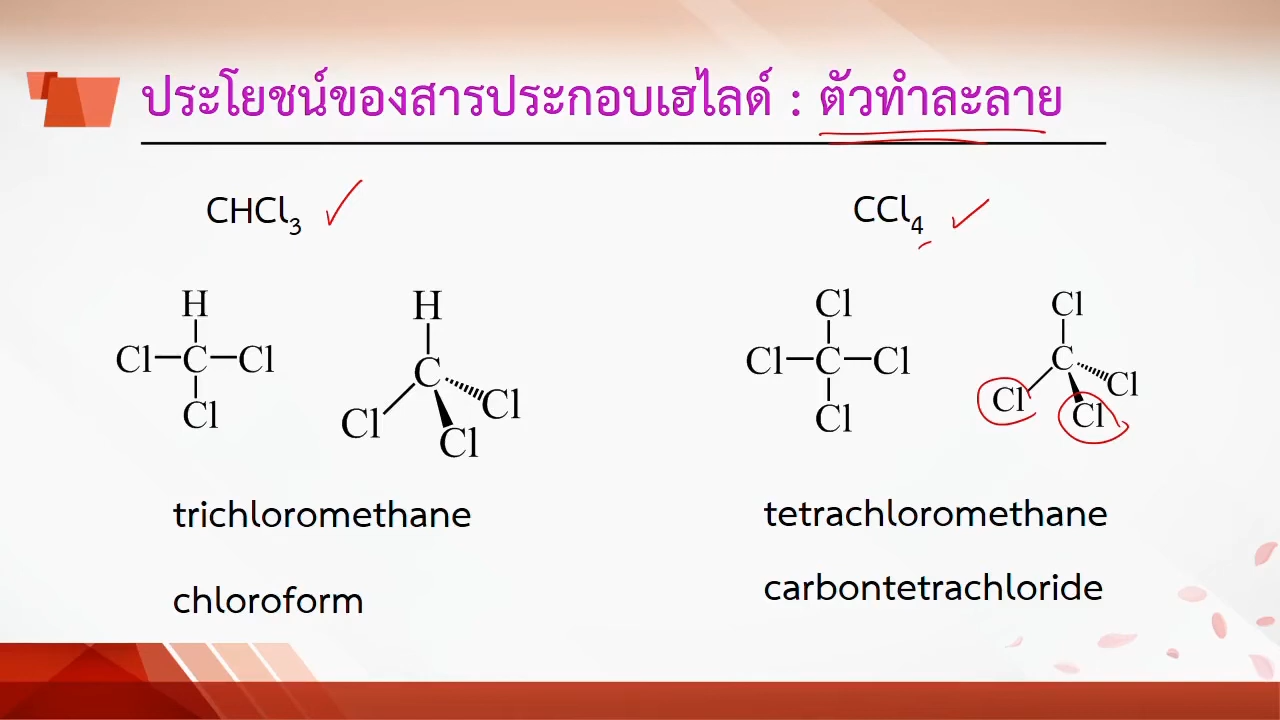 ประโยชน์ของสารประกอบเฮไลด์ : ตัวทำละลาย
CHCl₃
H
Cl C Cl
Cl
H
C
Cl Cl Cl
trichloromethane
chloroform
CCl₄
Cl
Cl C Cl
Cl
Cl
C
Cl Cl Cl
tetrachloromethane
carbontetrachloride